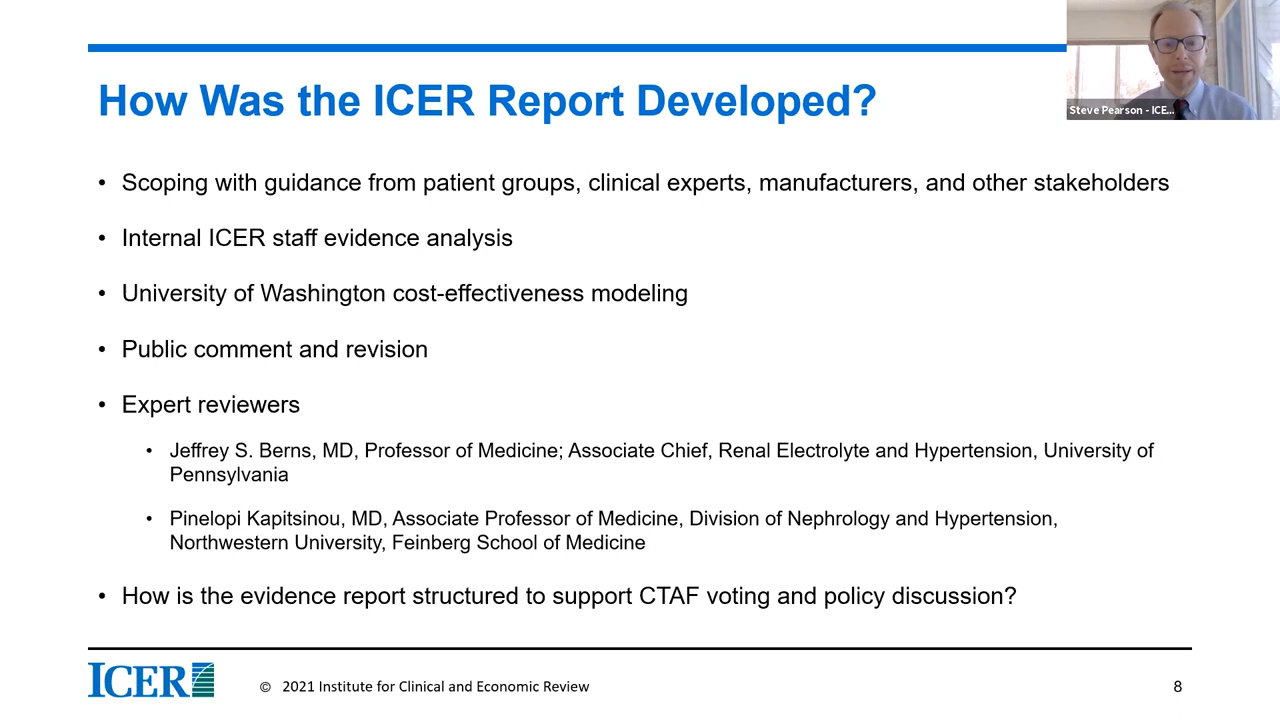 How Was the ICER Report Developed?
Steve Pearson - ICE...
• Scoping with guidance from patient groups, clinical experts, manufacturers, and other stakeholders
• Internal ICER staff evidence analysis
• University of Washington cost-effectiveness modeling
• Public comment and revision
• Expert reviewers
• Jeffrey S. Berns, MD, Professor of Medicine; Associate Chief, Renal Electrolyte and Hypertension, University of
Pennsylvania
• Pinelopi Kapitsinou, MD, Associate Professor of Medicine, Division of Nephrology and Hypertension,
Northwestern University, Feinberg School of Medicine
• How is the evidence report structured to support CTAF voting and policy discussion?
ICER
© 2021 Institute for Clinical and Economic Review
8